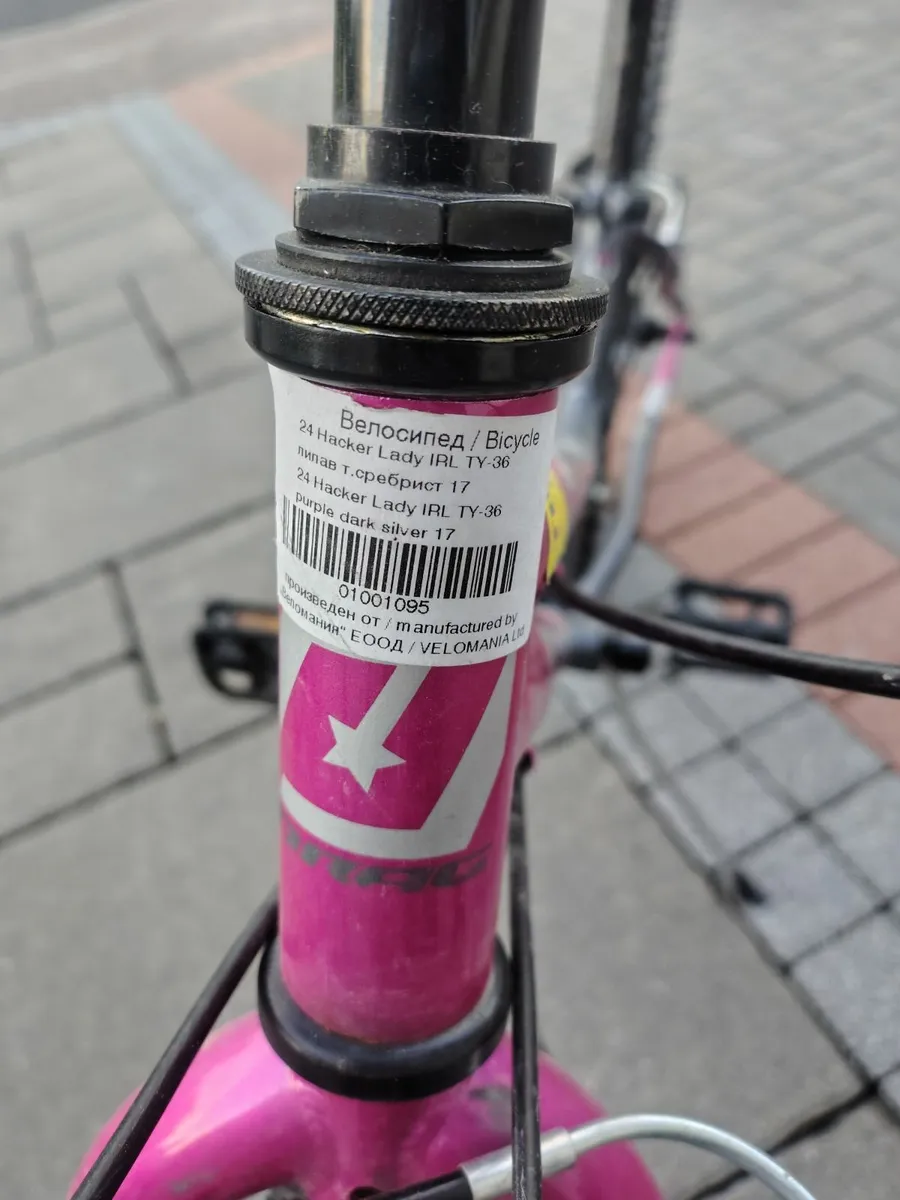 Велосипед / Bicycle
24 Hacker Lady IRL TY-36
лилав т.сребрист 17
24 Hacker Lady IRL TY-36
purple dark silver 17
01001095
произведен от / manufactured by
„Веломания“ ЕООД / VELOMANIA Ltd
DRAG